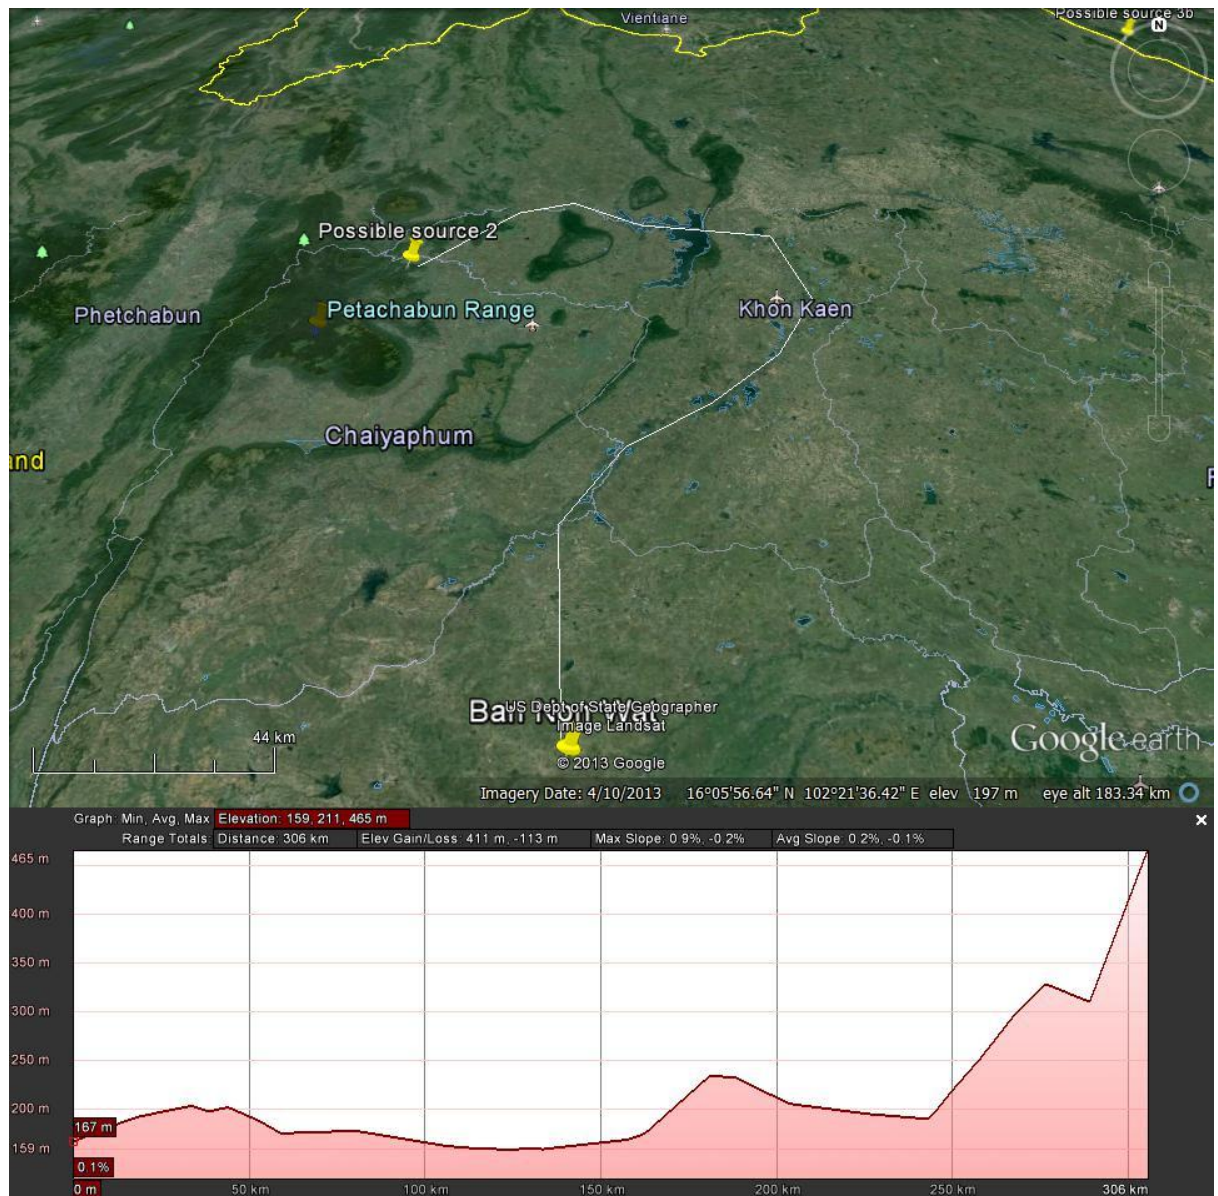 Vientiane
Possible source 3b
N
Possible source 2
Phetchabun
Petachabun Range
Khon Kaen
Chaiyaphum
and
F
Ban Non Wat
US Dept of State Geographer
Image Landsat
© 2013 Google
44 km
Google earth
Imagery Date: 4/10/2013 16°05'56.64" N 102°21'36.42" E elev 197 m eye alt 183.34 km
Graph: Min, Avg, Max Elevation: 159, 211, 465 m
Range Totals: Distance: 306 km Elev Gain/Loss: 411 m, -113 m Max Slope: 0.9%, -0.2% Avg Slope: 0.2%, -0.1%
465 m
400 m
350 m
300 m
250 m
200 m
167 m
159 m
0.1%
0 m 50 km 100 km 150 km 200 km 250 km 306 km